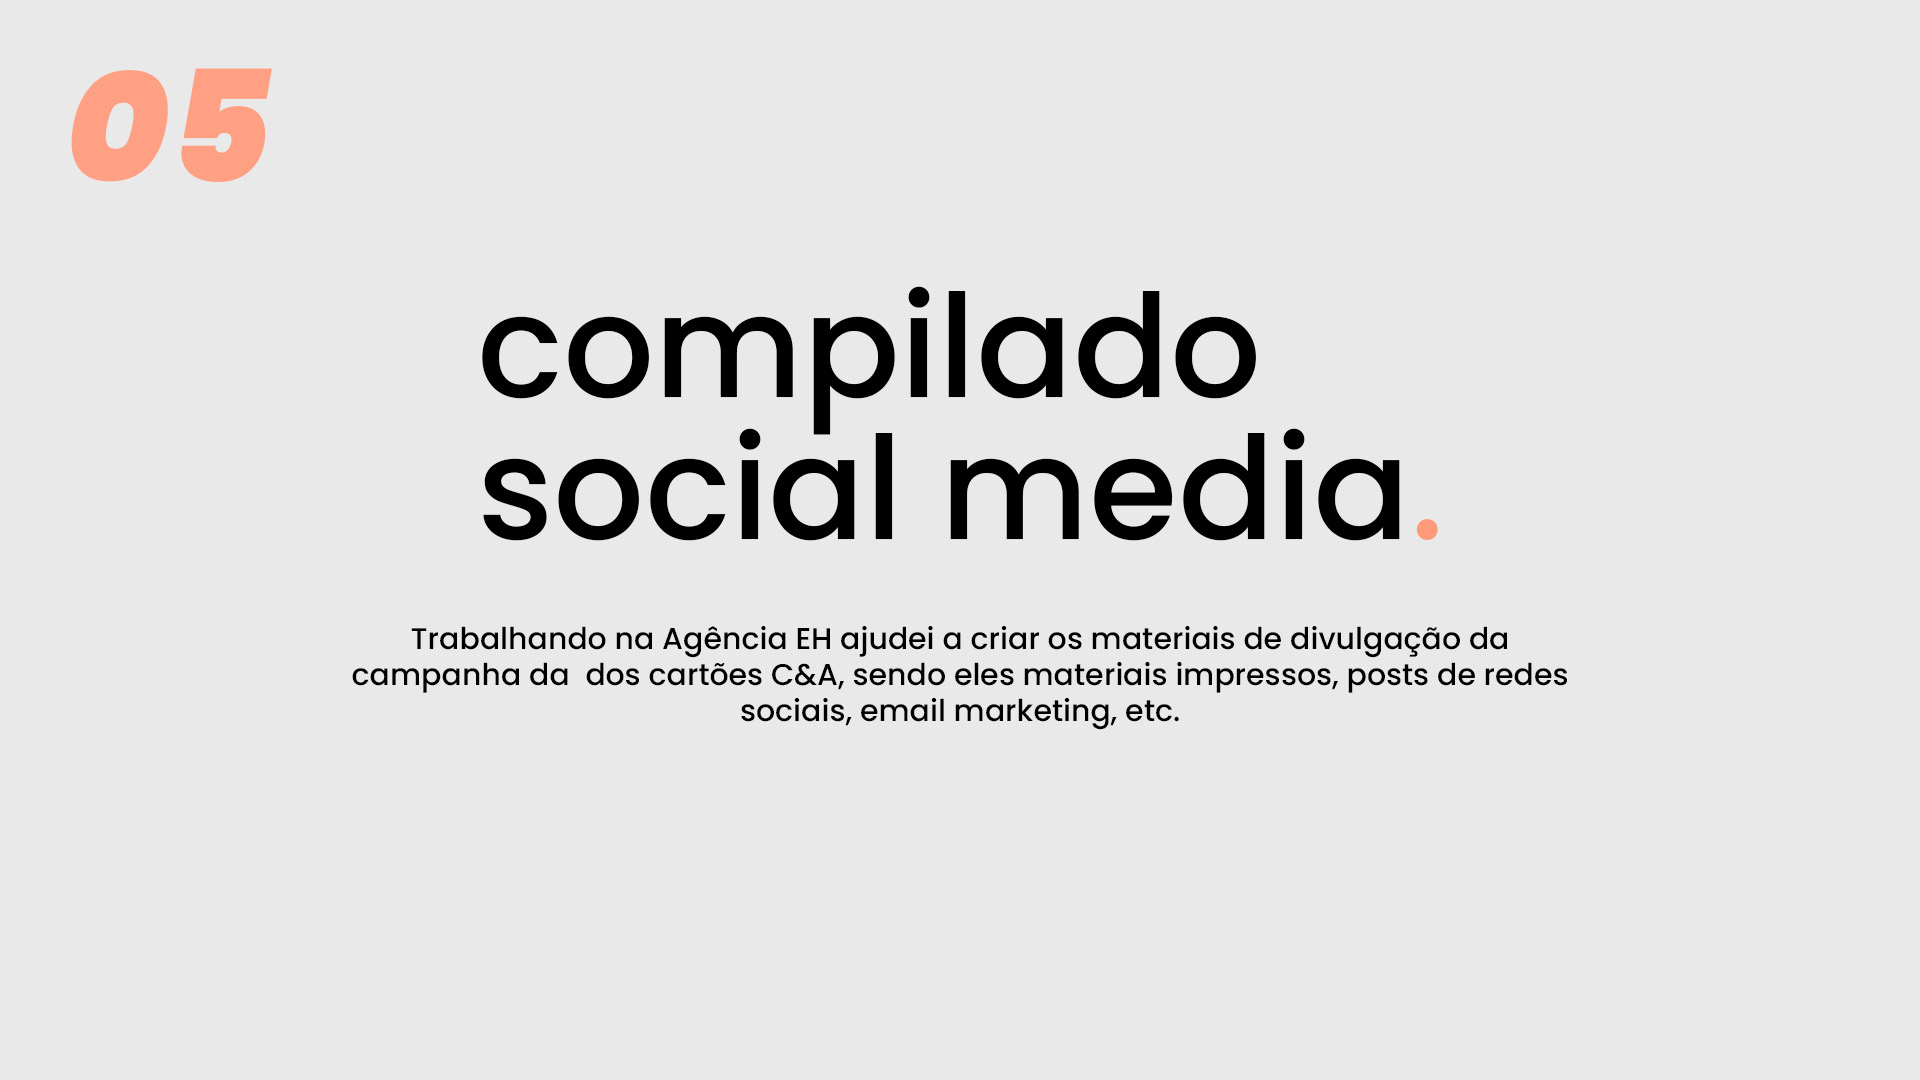 05
compilado
social media.
Trabalhando na Agência EH ajudei a criar os materiais de divulgação da
campanha da  dos cartões C&A, sendo eles materiais impressos, posts de redes
sociais, email marketing, etc.